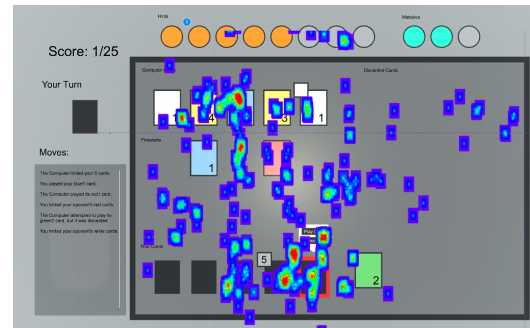 Hints
Mistakes
Score: 1/25
Computer
Discarded Cards
Your Turn
1
4
3
1
Fireworks
1
Moves:
The Computer hinted your 5 cards.
You played your blue1 card.
The Computer played its red1 card.
You hinted your oponent's red cards.
The Computer attemped to play its
green2 card, but it was discarded.
You hinted your oponent's white cards.
Your Cards
5
2